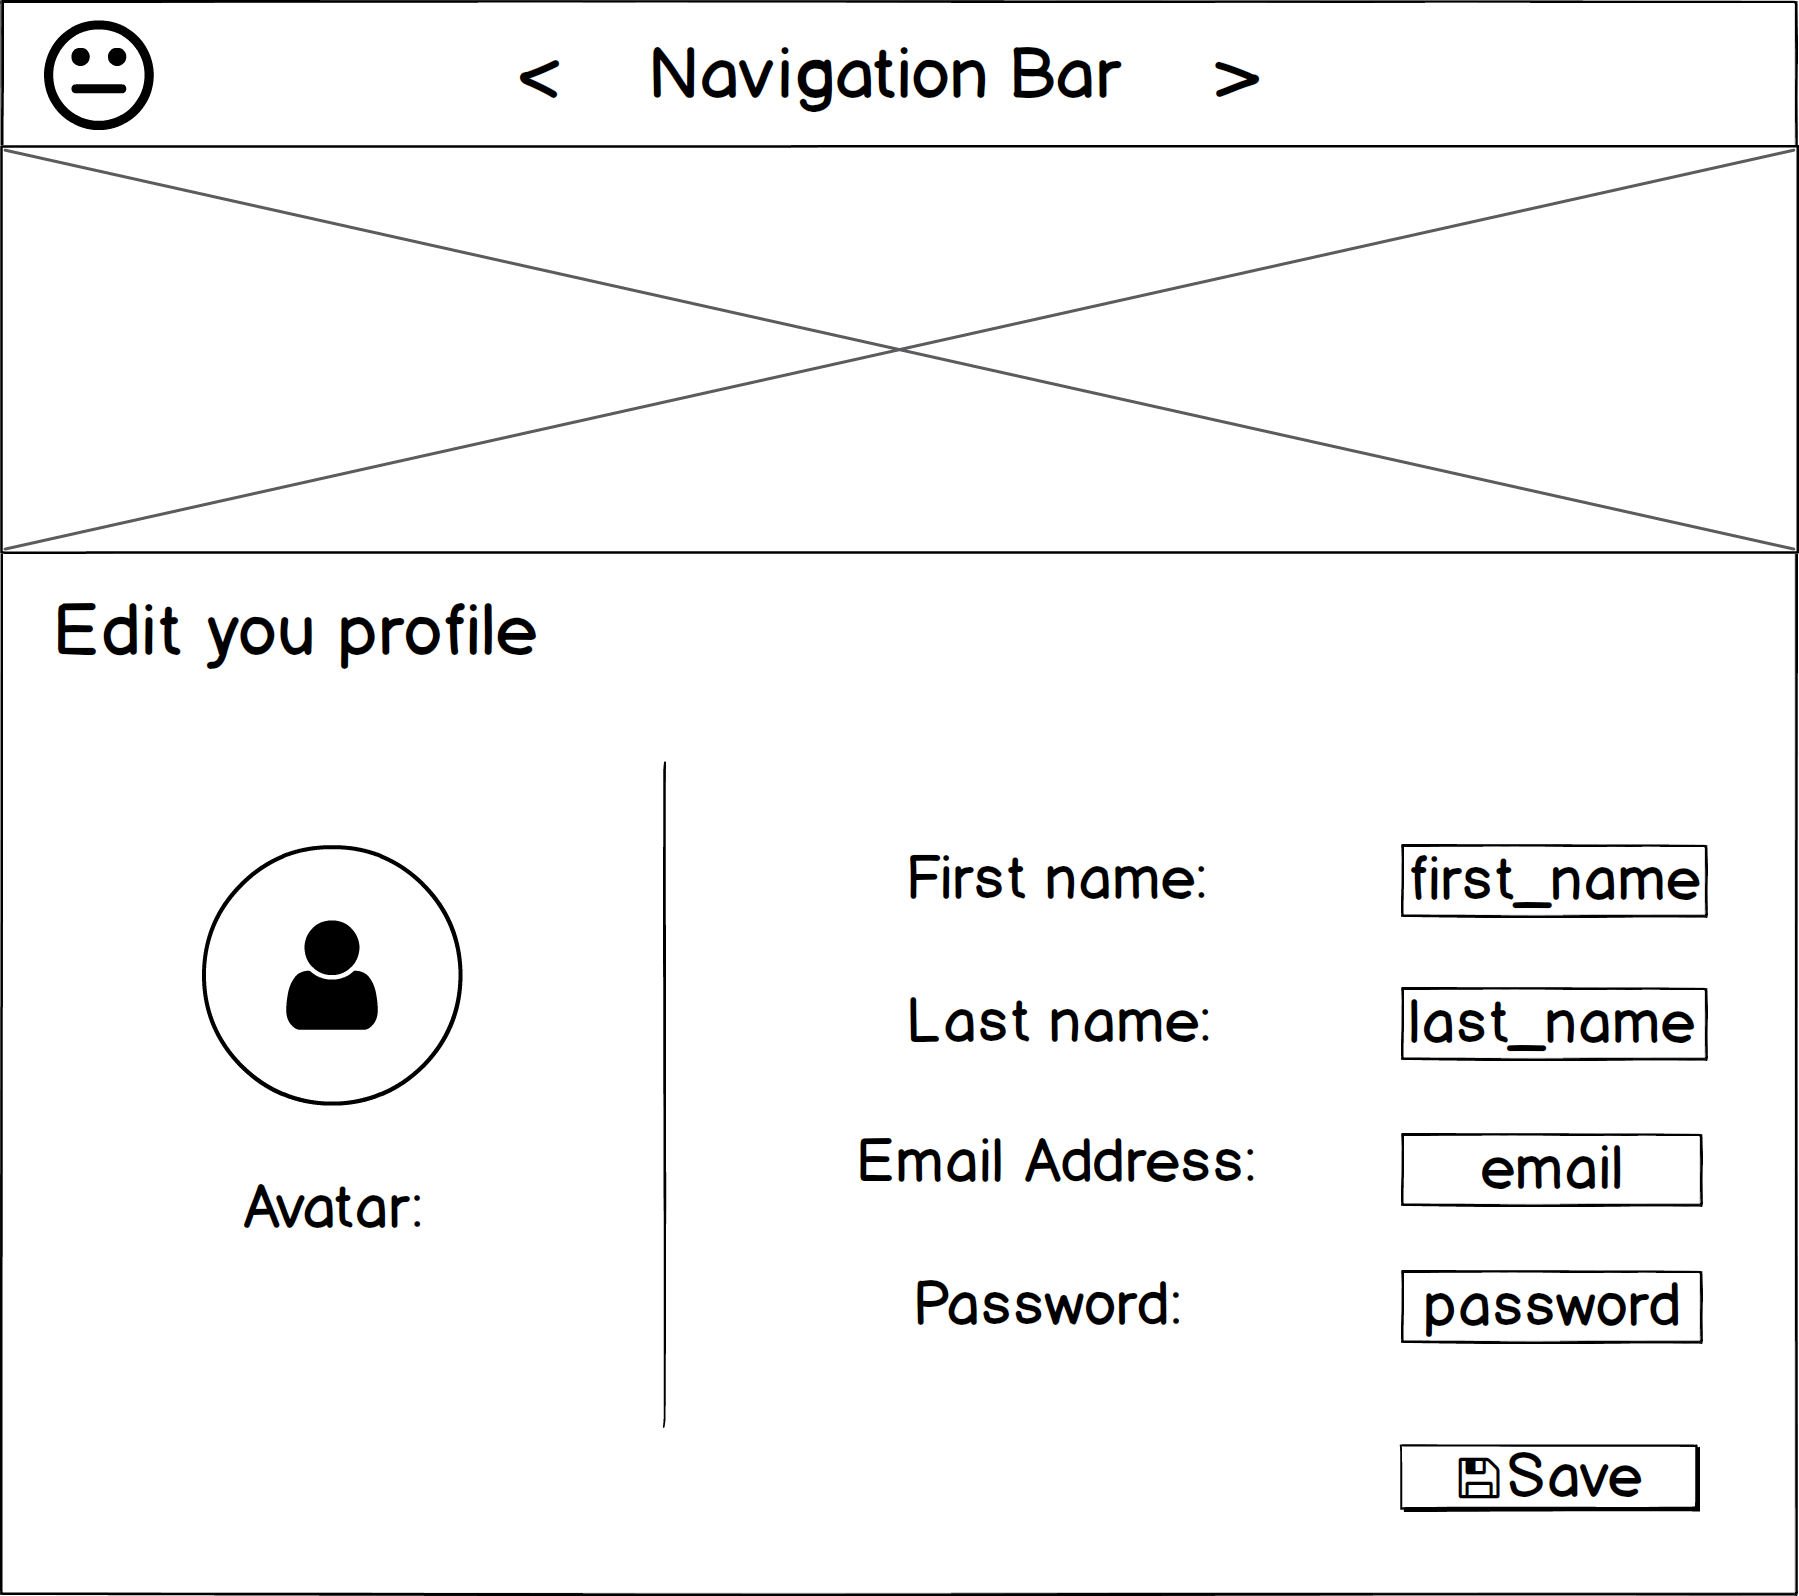 < Navigation Bar >
Edit you profile
First name: first_name
Last name: last_name
Email Address: email
Avatar:
Password: password
Save